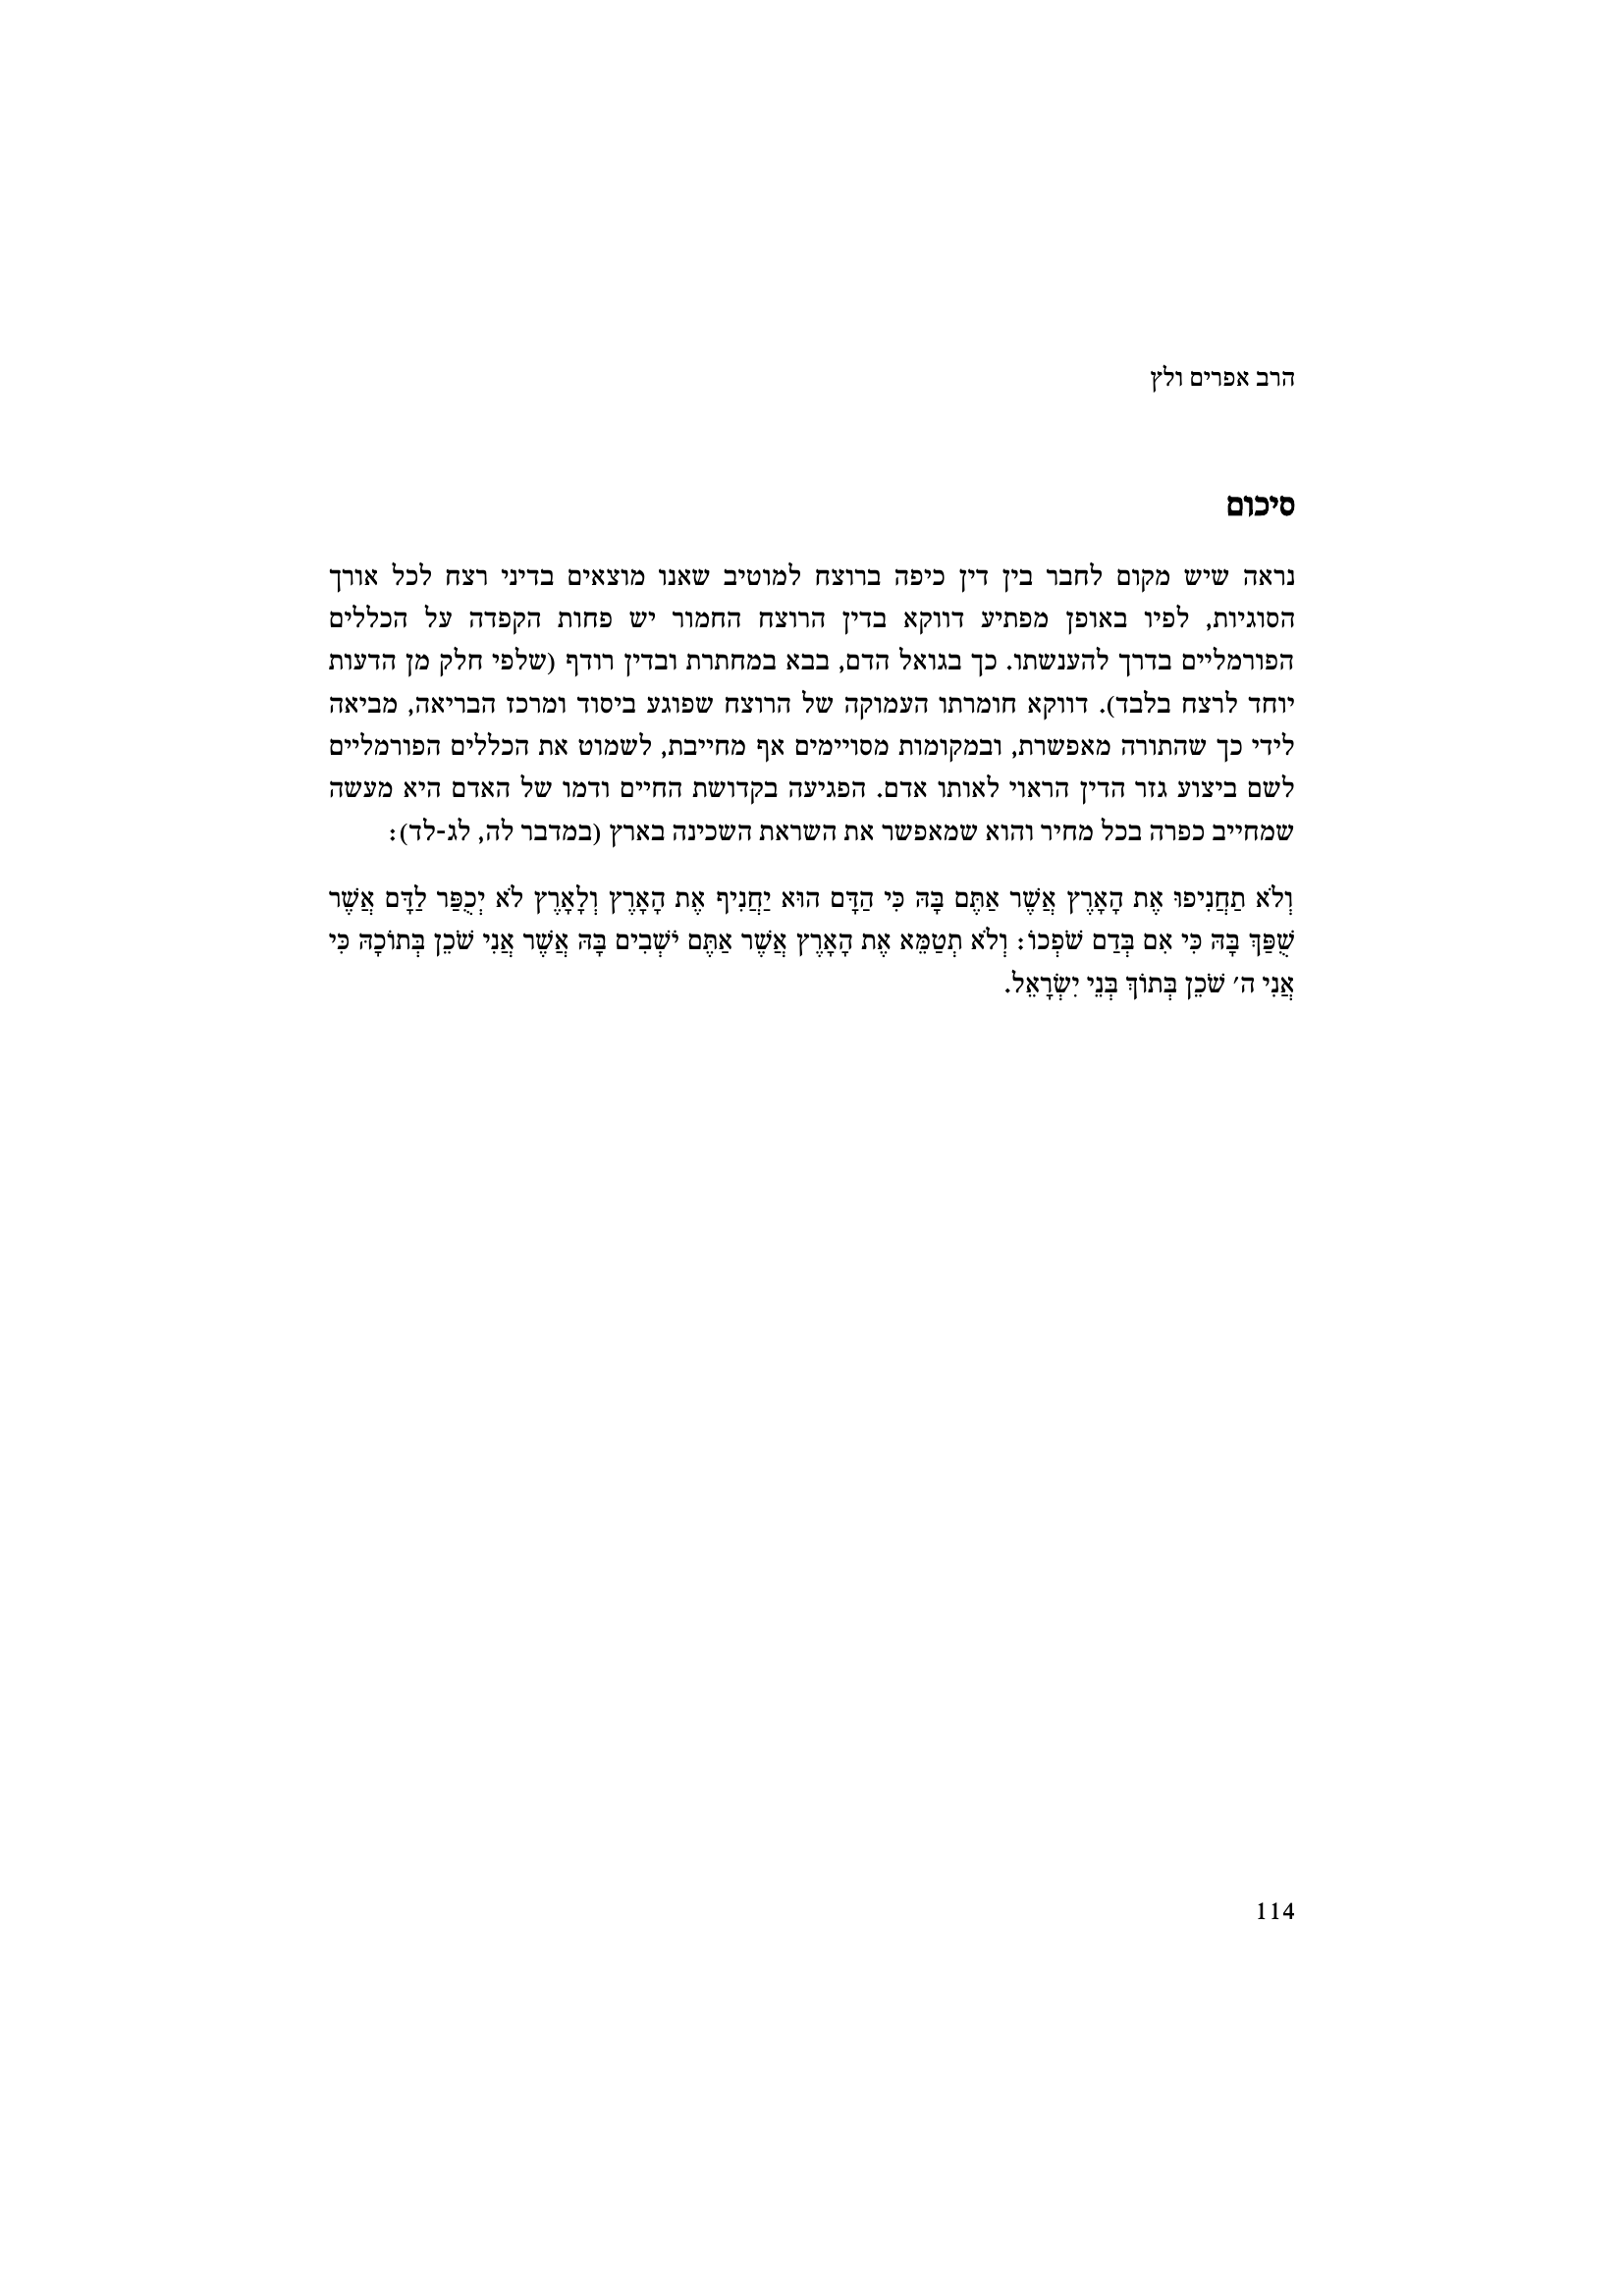 הרב אפרים ולץ
סיכום
נראה שיש מקום לחבר בין דין כיפה ברוצח למוטיב שאנו מוצאים בדיני רצח לכל אורך
הסוגיות, לפיו באופן מפתיע דווקא בדין הרוצח החמור יש פחות הקפדה על הכללים
הפורמליים בדרך להענשתו. כך בגואל הדם, בבא במחתרת ובדין רודף (שלפי חלק מן הדעות
יוחד לרוצח בלבד). דווקא חומרתו העמוקה של הרוצח שפוגע ביסוד ומרכז הבריאה, מביאה
לידי כך שהתורה מאפשרת, ובמקומות מסויימים אף מחייבת, לשמוט את הכללים הפורמליים
לשם ביצוע גזר הדין הראוי לאותו אדם. הפגיעה בקדושת החיים ודמו של האדם היא מעשה
שמחייב כפרה בכל מחיר והוא שמאפשר את השראת השכינה בארץ (במדבר לה, לג-לד):
וְלֹא תַחֲנִיפוּ אֶת הָאָרֶץ אֲשֶׁר אַתֶּם בָּהּ כִּי הַדָּם הוּא יַחֲנִיף אֶת הָאָרֶץ וְלָאָרֶץ לֹא יְכֻפַּר לַדָּם אֲשֶׁר
שֻׁפַּךְ בָּהּ כִּי אִם בְּדַם שֹׁפְכוֹ: וְלֹא תְטַמֵּא אֶת הָאָרֶץ אֲשֶׁר אַתֶּם יֹשְׁבִים בָּהּ אֲשֶׁר אֲנִי שֹׁכֵן בְּתוֹכָהּ כִּי
אֲנִי ה' שֹׁכֵן בְּתוֹךְ בְּנֵי יִשְׂרָאֵל.
114